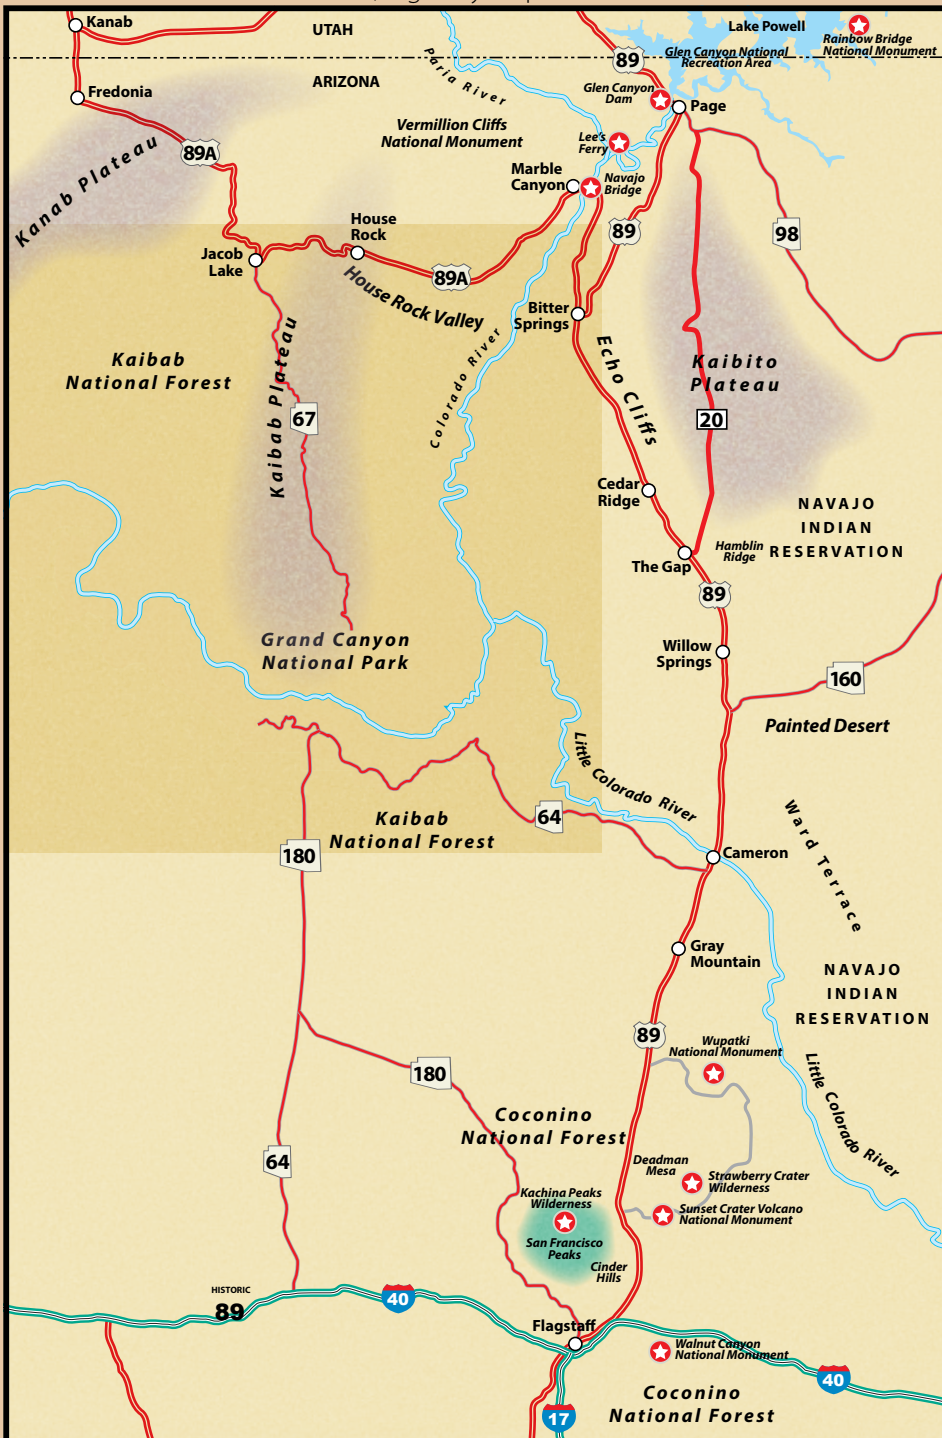 Kanab
UTAH
Lake Powell
Rainbow Bridge
National Monument
Paria River
89
Glen Canyon National
Recreation Area
ARIZONA
Fredonia
Glen Canyon
Dam
Page
Vermillion Cliffs
National Monument
Lee's
Ferry
Kanab Plateau
89A
Marble
Canyon
Navajo
Bridge
House
Rock
89
98
Jacob
Lake
89A
House Rock Valley
Bitter
Springs
Kaibab
National Forest
Kaibab Plateau
Colorado River
Echo Cliffs
Kaibito
Plateau
67
20
Cedar
Ridge
NAVAJO
INDIAN
RESERVATION
Hamblin
Ridge
The Gap
89
Grand Canyon
National Park
Willow
Springs
160
Painted Desert
Little Colorado River
Kaibab
National Forest
64
Ward Terrace
180
Cameron
Gray
Mountain
NAVAJO
INDIAN
RESERVATION
89
Wupatki
National Monument
180
Little Colorado River
Coconino
National Forest
64
Deadman
Mesa
Strawberry Crater
Wilderness
Kachina Peaks
Wilderness
Sunset Crater Volcano
National Monument
San Francisco
Peaks
Cinder
Hills
HISTORIC
89
40
Flagstaff
Walnut Canyon
National Monument
40
Coconino
National Forest
17